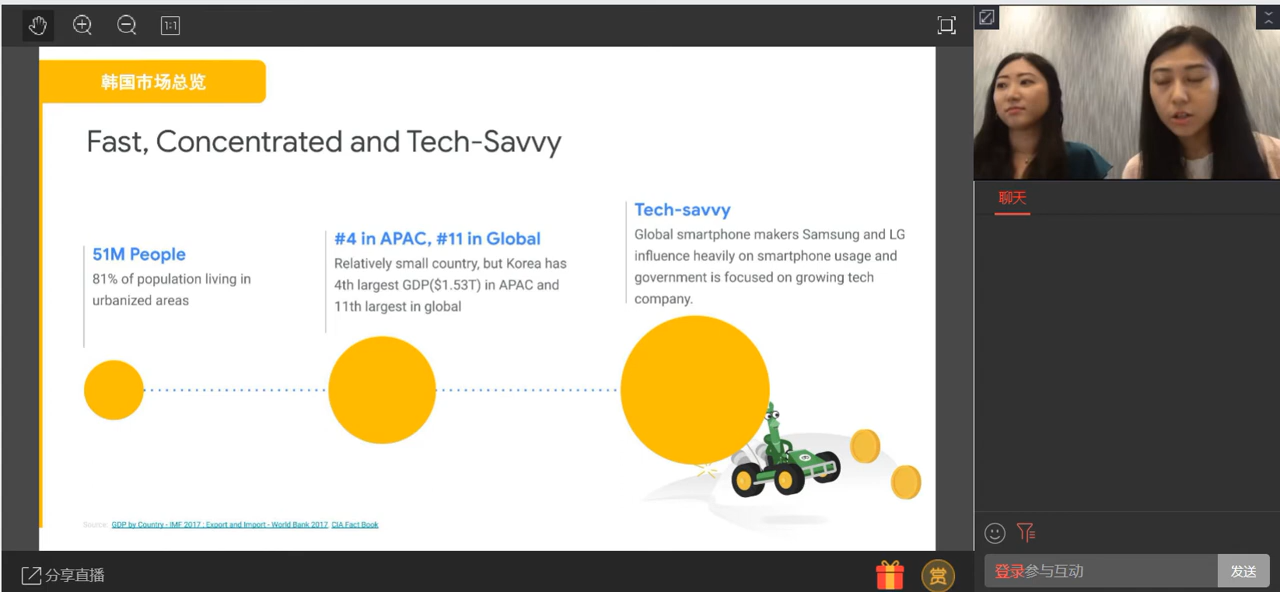 1:1
韩国市场总览
Fast, Concentrated and Tech-Savvy
51M People
81% of population living in
urbanized areas
#4 in APAC, #11 in Global
Relatively small country, but Korea has
4th largest GDP($1.53T) in APAC and
11th largest in global
Tech-savvy
Global smartphone makers Samsung and LG
influence heavily on smartphone usage and
government is focused on growing tech
company.
Source: GDP by Country - IMF 2017 ; Export and Import - World Bank 2017, CIA Fact Book
分享直播
赏
聊天
登录参与互动
发送